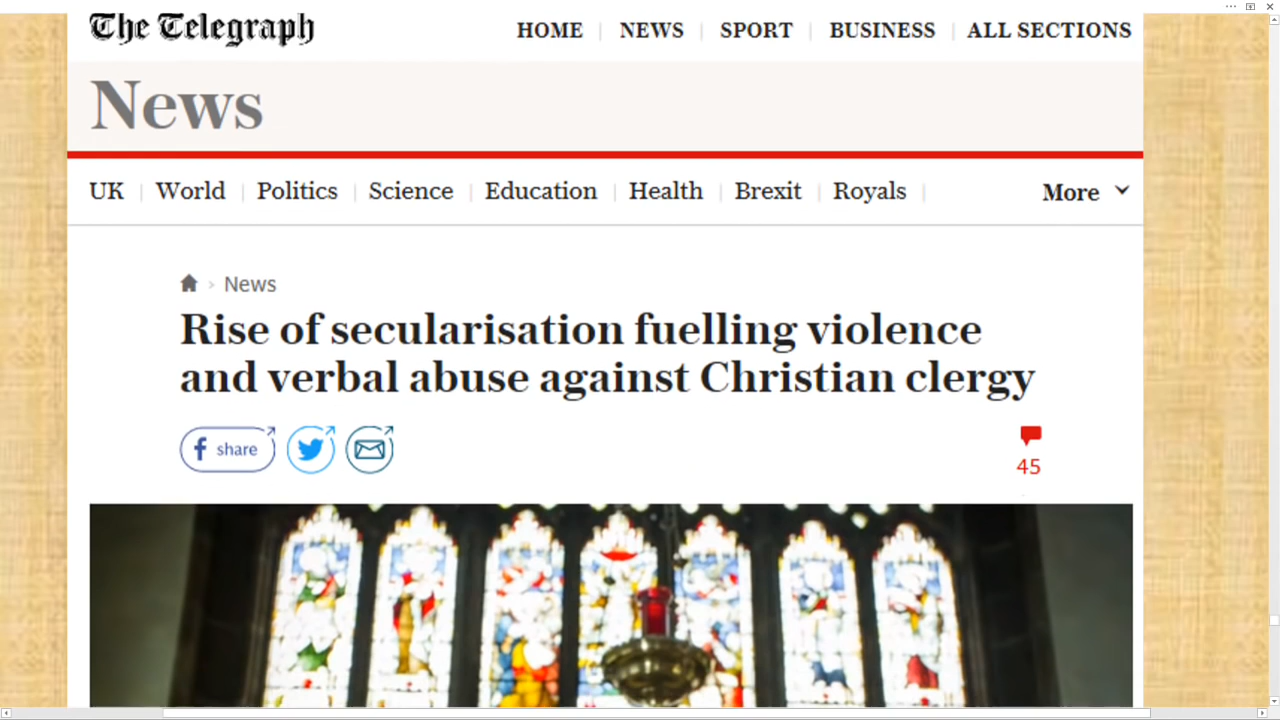 The Telegraph
HOME NEWS SPORT BUSINESS ALL SECTIONS
News
UK World Politics Science Education Health Brexit Royals More
News
Rise of secularisation fuelling violence
and verbal abuse against Christian clergy
share
45